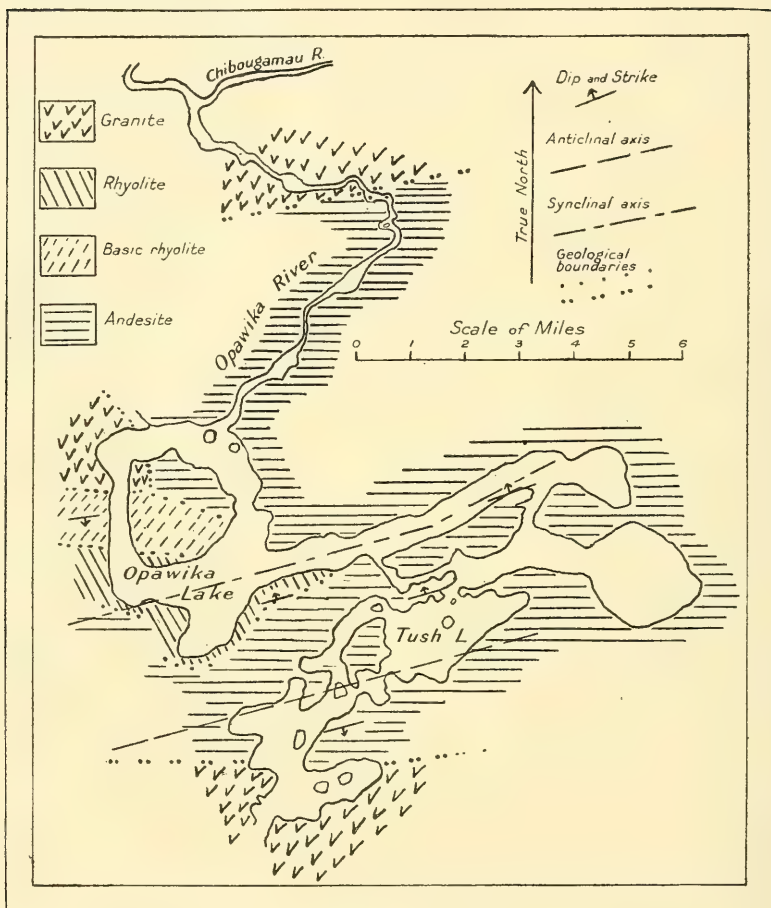 Chibougamau R.
Granite
Rhyolite
Basic rhyolite
Andesite
True North
Dip and Strike
Anticlinal axis
Synclinal axis
Geological
boundaries
Opawika River
Scale of Miles
0 1 2 3 4 5 6
Opawika
Lake
Tush L